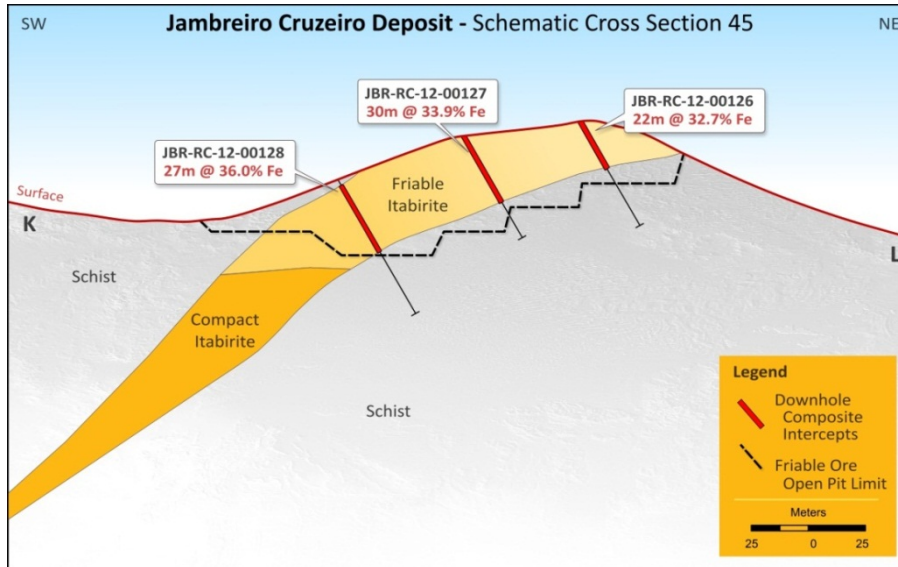 SW
Jambreiro Cruzeiro Deposit - Schematic Cross Section 45
NE
JBR-RC-12-00127
30m @ 33.9% Fe
JBR-RC-12-00126
22m @ 32.7% Fe
JBR-RC-12-00128
27m @ 36.0% Fe
Surface
K
Friable
Itabirite
L
Schist
Compact
Itabirite
Schist
Legend
Downhole
Composite
Intercepts
Friable Ore
Open Pit Limit
Meters
25 0 25